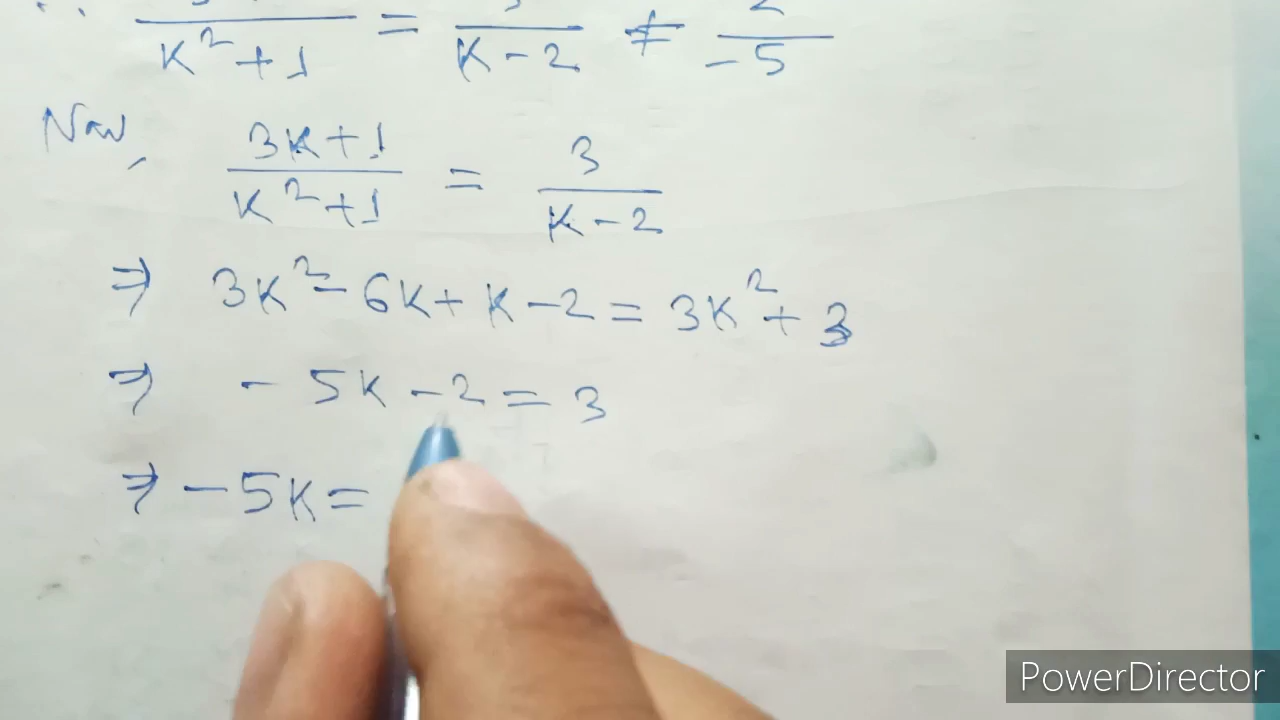 K² + 1 = K - 2 ≠ 2 / -5
Now,
3K + 1 / K² + 1 = 3 / K - 2
⇒ 3K² - 6K + K - 2 = 3K² + 3
⇒ - 5K - 2 = 3
⇒ - 5K =
PowerDirector